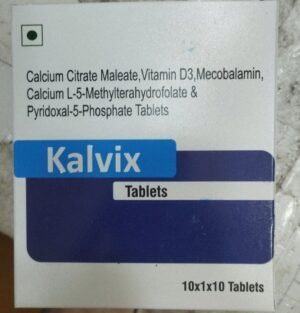 Calcium Citrate Maleate,Vitamin D3,Mecobalamin,
Calcium L-5-Methylterahydrofolate &
Pyridoxal-5-Phosphate Tablets
Kalvix
Tablets
10x1x10 Tablets